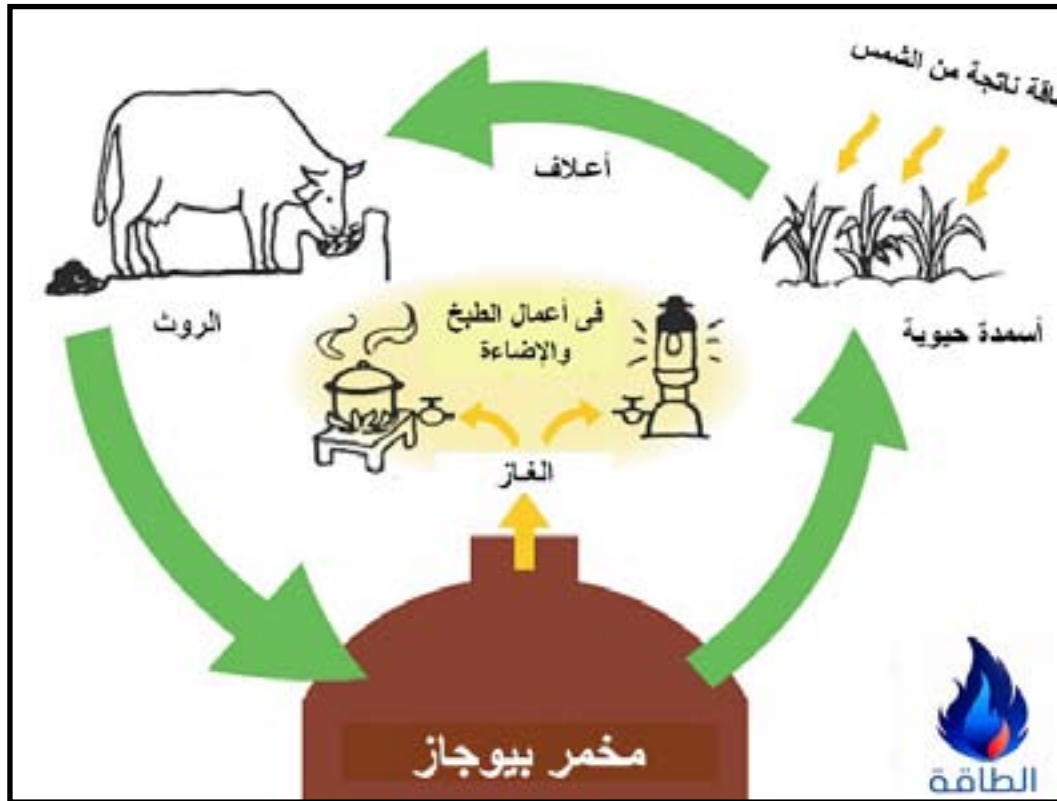 ناتجة من الشمس
أعلاف
الروث
فى أعمال الطبخ
والإضاءة
أسمدة حيوية
الغاز
مخمر بيوجاز
الطاقة